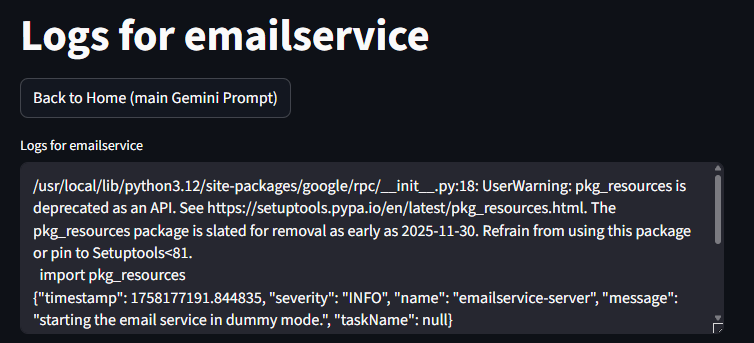 Logs for emailservice
Back to Home (main Gemini Prompt)
Logs for emailservice
/usr/local/lib/python3.12/site-packages/google/rpc/__init__.py:18: UserWarning: pkg_resources is
deprecated as an API. See https://setuptools.pypa.io/en/latest/pkg_resources.html. The
pkg_resources package is slated for removal as early as 2025-11-30. Refrain from using this package
or pin to Setuptools<81.
  import pkg_resources
{"timestamp": 1758177191.844835, "severity": "INFO", "name": "emailservice-server", "message":
"starting the email service in dummy mode.", "taskName": null}